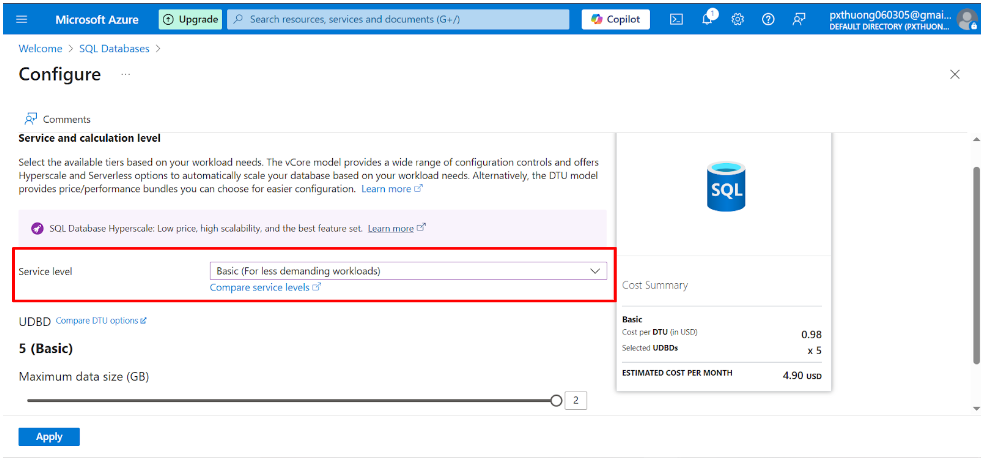 Microsoft Azure
Upgrade
Search resources, services and documents (G+/)
Copilot
1
pxthuong060305@gmai...
DEFAULT DIRECTORY (PXTHUON...
Welcome > SQL Databases >
Configure ...
Comments
Service and calculation level
Select the available tiers based on your workload needs. The vCore model provides a wide range of configuration controls and offers
Hyperscale and Serverless options to automatically scale your database based on your workload needs. Alternatively, the DTU model
provides price/performance bundles you can choose for easier configuration. Learn more
SQL Database Hyperscale: Low price, high scalability, and the best feature set. Learn more
Service level
Basic (For less demanding workloads)
Compare service levels
UDBD Compare DTU options
5 (Basic)
Maximum data size (GB)
2
SQL
Cost Summary
Basic
Cost per DTU (in USD) 0.98
Selected UDBDs x 5
ESTIMATED COST PER MONTH 4.90 USD
Apply